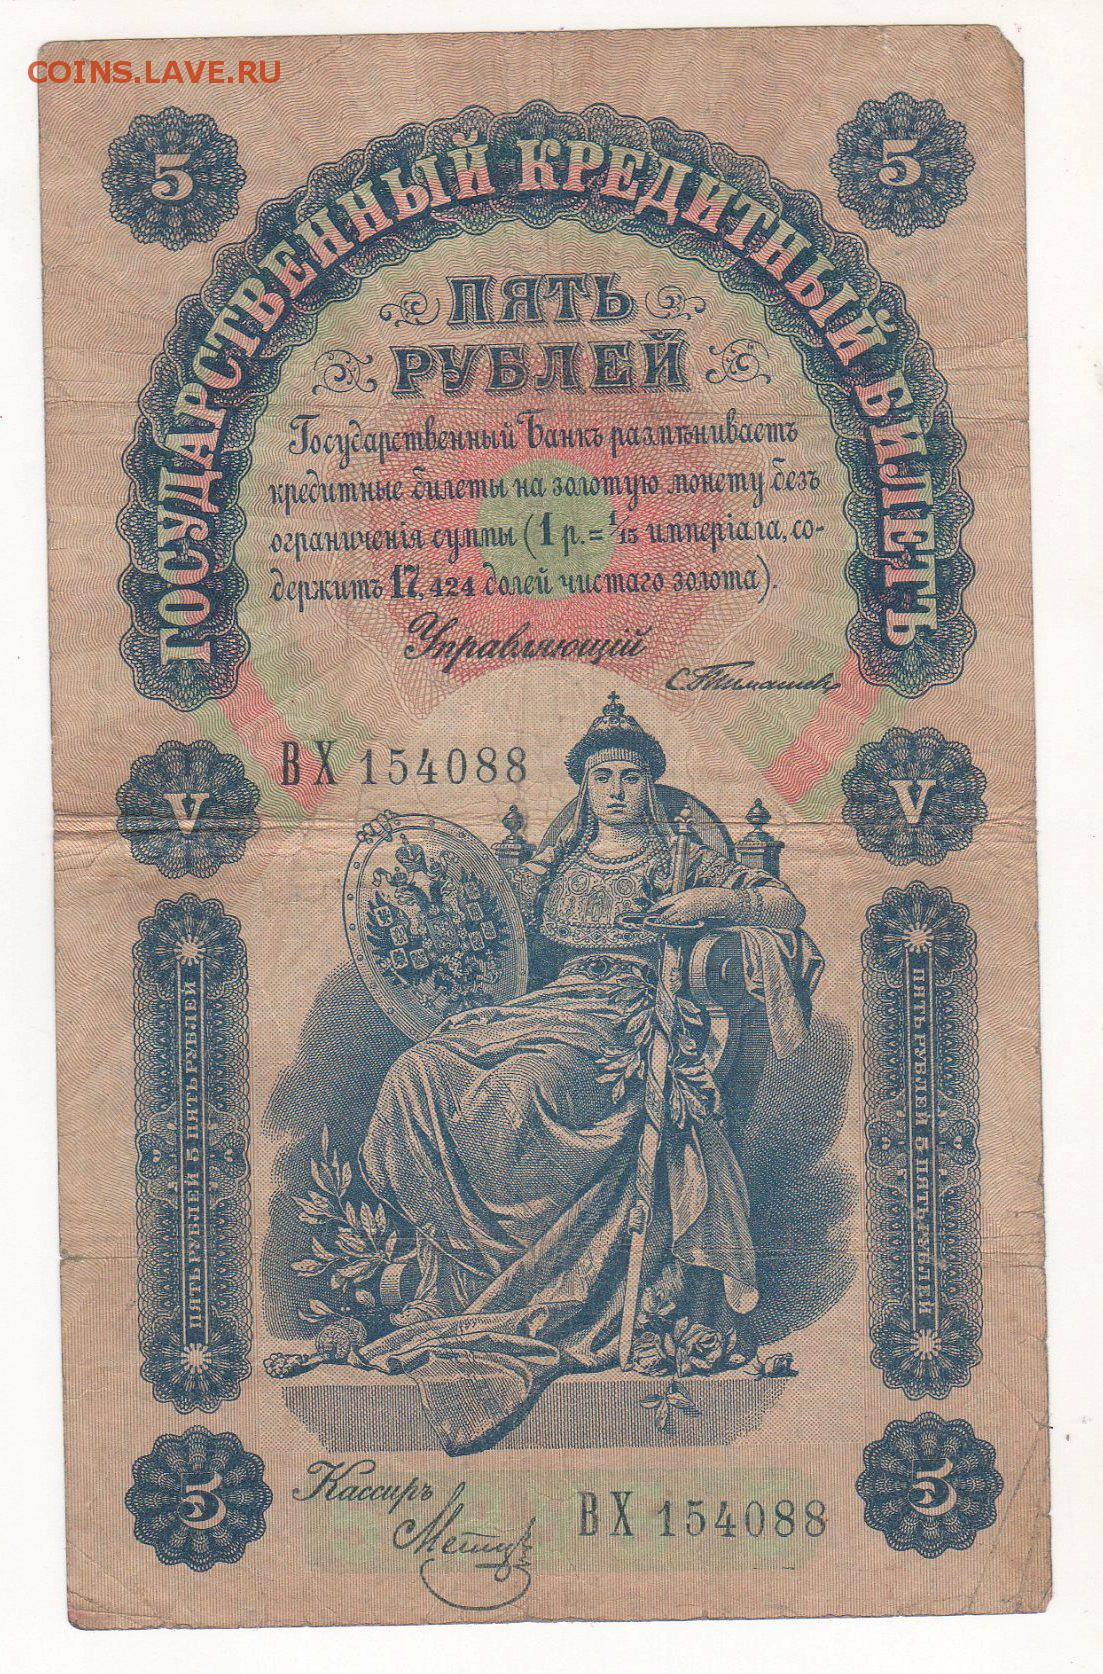 COINS.LAVE.RU
5
5
ГОСУДАРСТВЕННЫЙ КРЕДИТНЫЙ БИЛЕТЪ
ПЯТЬ
РУБЛЕЙ
Государственный Банкъ размѣниваетъ
кредитные билеты на золотую монету безъ
ограниченія суммы (1 р. = 1/15 имперіала, со-
держитъ 17,424 долей чистаго золота).
Управляющій
С. Тимашевъ
ВХ 154088
V
V
ПЯТЬ РУБЛЕЙ 5 ПЯТЬ РУБЛЕЙ
ПЯТЬ РУБЛЕЙ 5 ПЯТЬ РУБЛЕЙ
5
5
Кассиръ
ВХ 154088